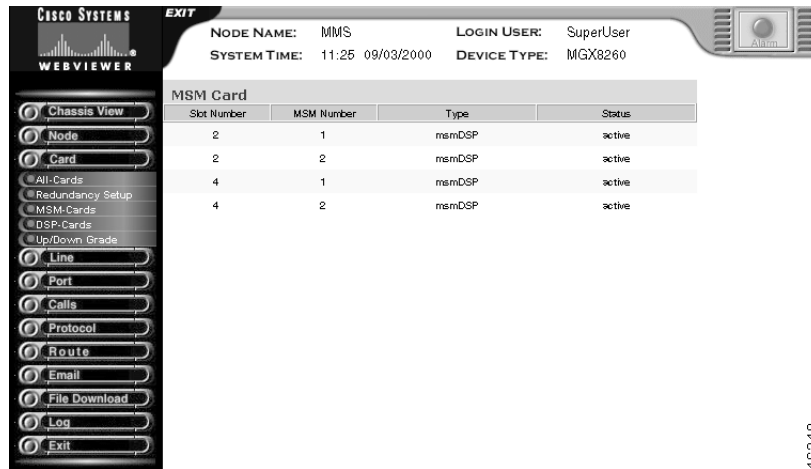 CISCO SYSTEMS
WEBVIEWER
EXIT
NODE NAME: MMS LOGIN USER: SuperUser
SYSTEM TIME: 11:25 09/03/2000 DEVICE TYPE: MGX8260
Alarm
Chassis View
Node
Card
All-Cards
Redundancy Setup
MSM-Cards
DSP-Cards
Up/Down Grade
Line
Port
Calls
Protocol
Route
Email
File Download
Log
Exit
MSM Card
Slot Number MSM Number Type Status
2 1 msmDSP active
2 2 msmDSP active
4 1 msmDSP active
4 2 msmDSP active